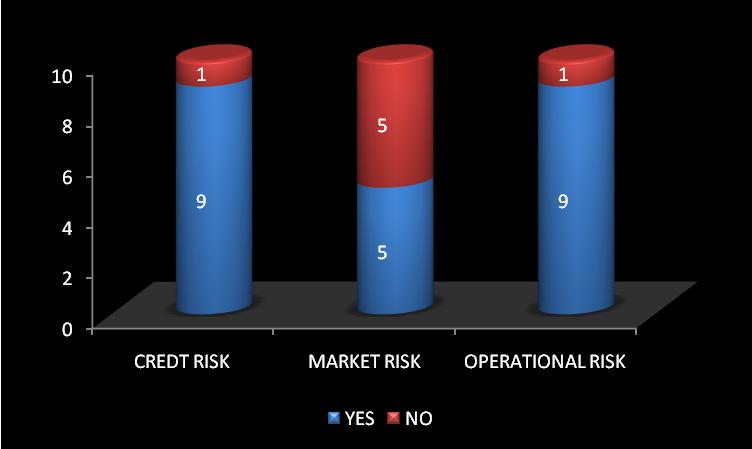 10
8
6
4
2
0
1
9
5
5
1
9
CREDT RISK
MARKET RISK
OPERATIONAL RISK
YES
NO